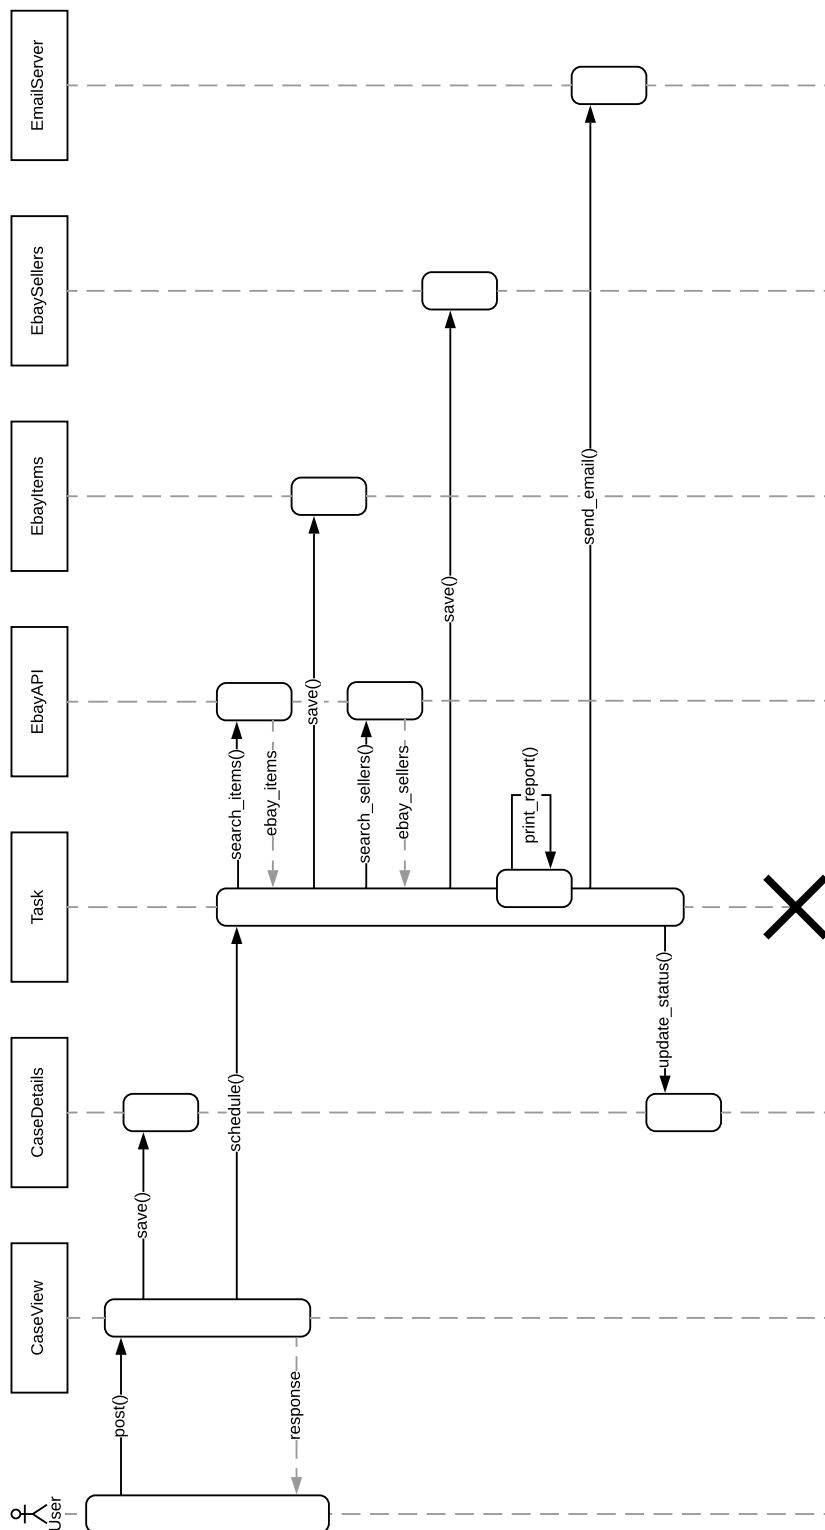 User
CaseView
CaseDetails
Task
EbayAPI
EbayItems
EbaySellers
EmailServer
post()
save()
schedule()
search_items()
ebay_items
response
save()
search_sellers()
ebay_sellers
save()
print_report()
send_email()
update_status()